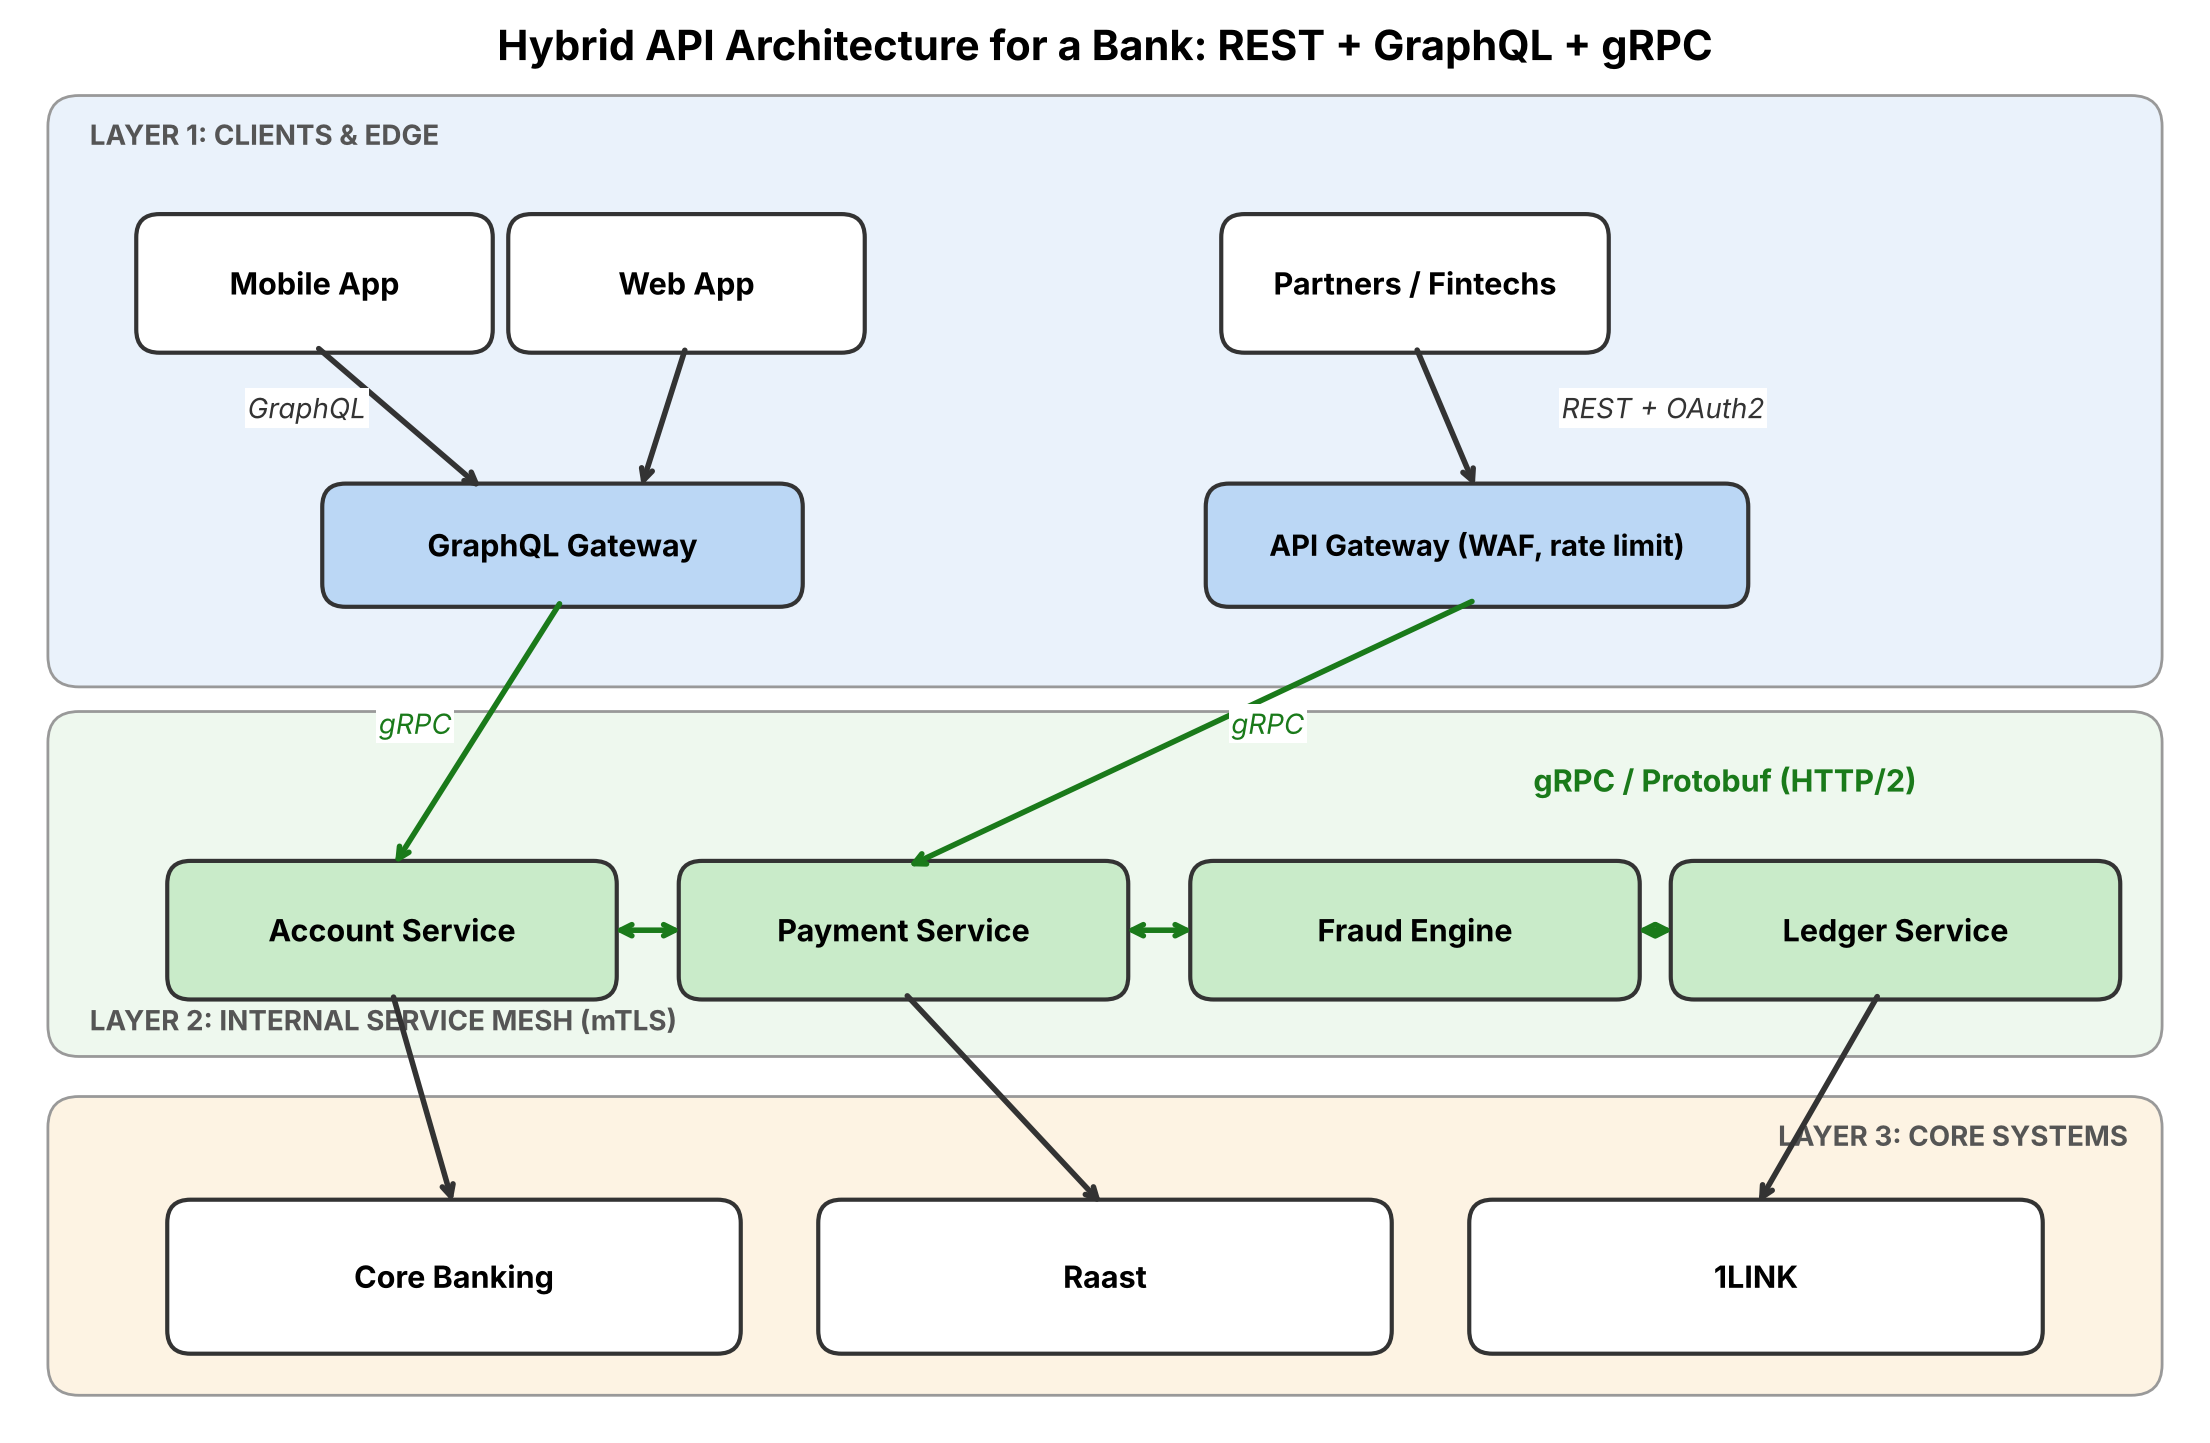 Hybrid API Architecture for a Bank: REST + GraphQL + gRPC
LAYER 1: CLIENTS & EDGE
Mobile App
Web App
Partners / Fintechs
GraphQL
REST + OAuth2
GraphQL Gateway
API Gateway (WAF, rate limit)
gRPC
gRPC
gRPC / Protobuf (HTTP/2)
Account Service
Payment Service
Fraud Engine
Ledger Service
LAYER 2: INTERNAL SERVICE MESH (mTLS)
LAYER 3: CORE SYSTEMS
Core Banking
Raast
1LINK